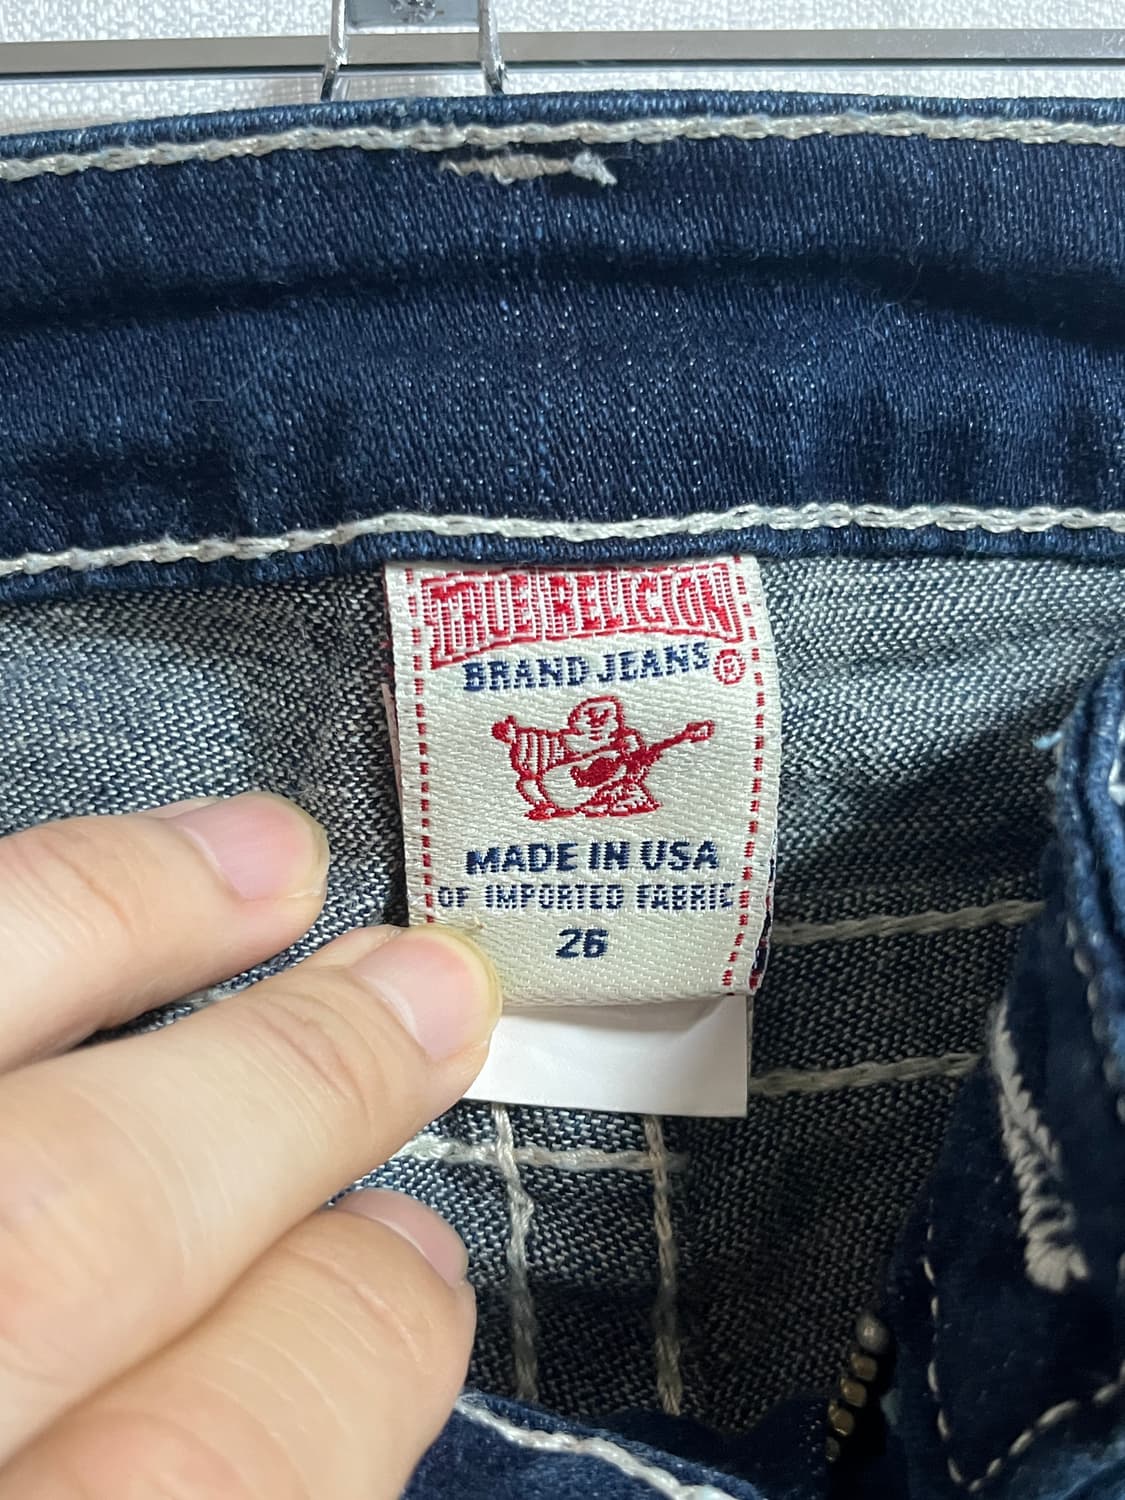 TRUE RELIGION
BRAND JEANS®
MADE IN USA
OF IMPORTED FABRIC
26